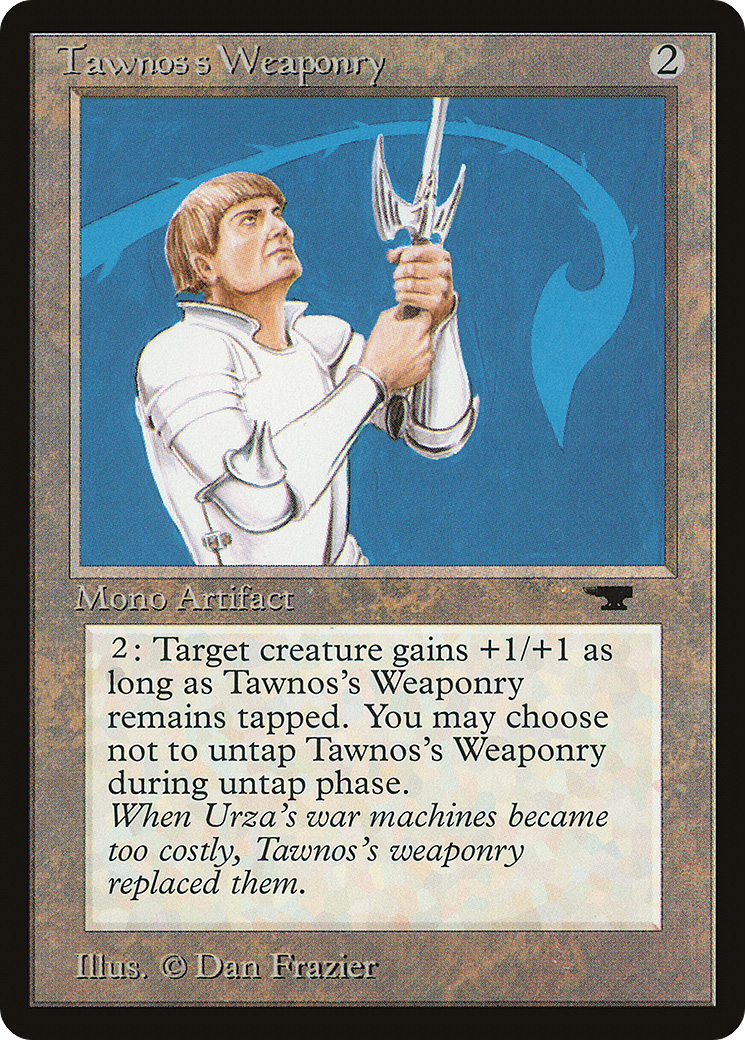 Tawnos's Weaponry 2
Mono Artifact
2: Target creature gains +1/+1 as
long as Tawnos's Weaponry
remains tapped. You may choose
not to untap Tawnos's Weaponry
during untap phase.
When Urza's war machines became
too costly, Tawnos's weaponry
replaced them.
Illus. © Dan Frazier